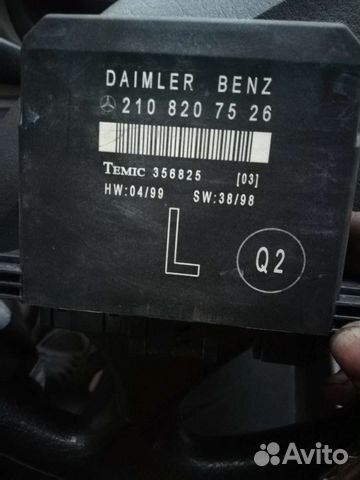 DAIMLER BENZ
210 820 75 26
TEMIC 356825 [03]
HW:04/99 SW:38/98
L
Q2
Avito